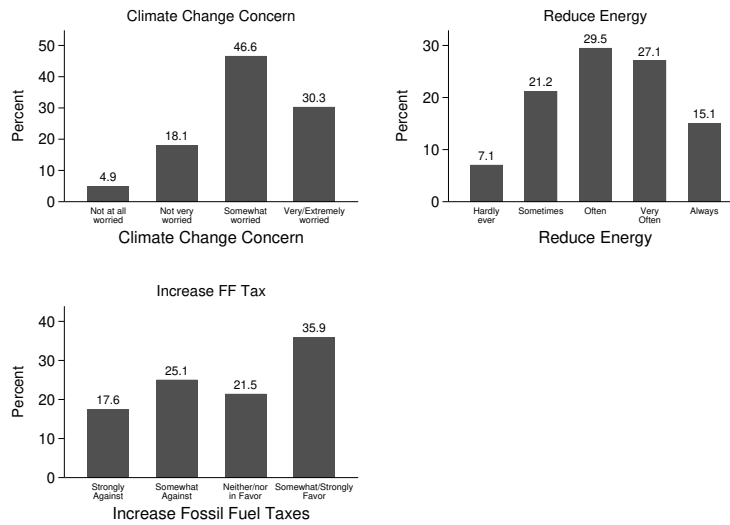 Climate Change Concern
Percent
50
40
30
20
10
0
4.9
18.1
46.6
30.3
Not at all
worried
Not very
worried
Somewhat
worried
Very/Extremely
worried
Climate Change Concern
Reduce Energy
Percent
30
20
10
0
7.1
21.2
29.5
27.1
15.1
Hardly
ever
Sometimes
Often
Very
Often
Always
Reduce Energy
Increase FF Tax
Percent
40
30
20
10
0
17.6
25.1
21.5
35.9
Strongly
Against
Somewhat
Against
Neither/nor
in Favor
Somewhat/Strongly
Favor
Increase Fossil Fuel Taxes